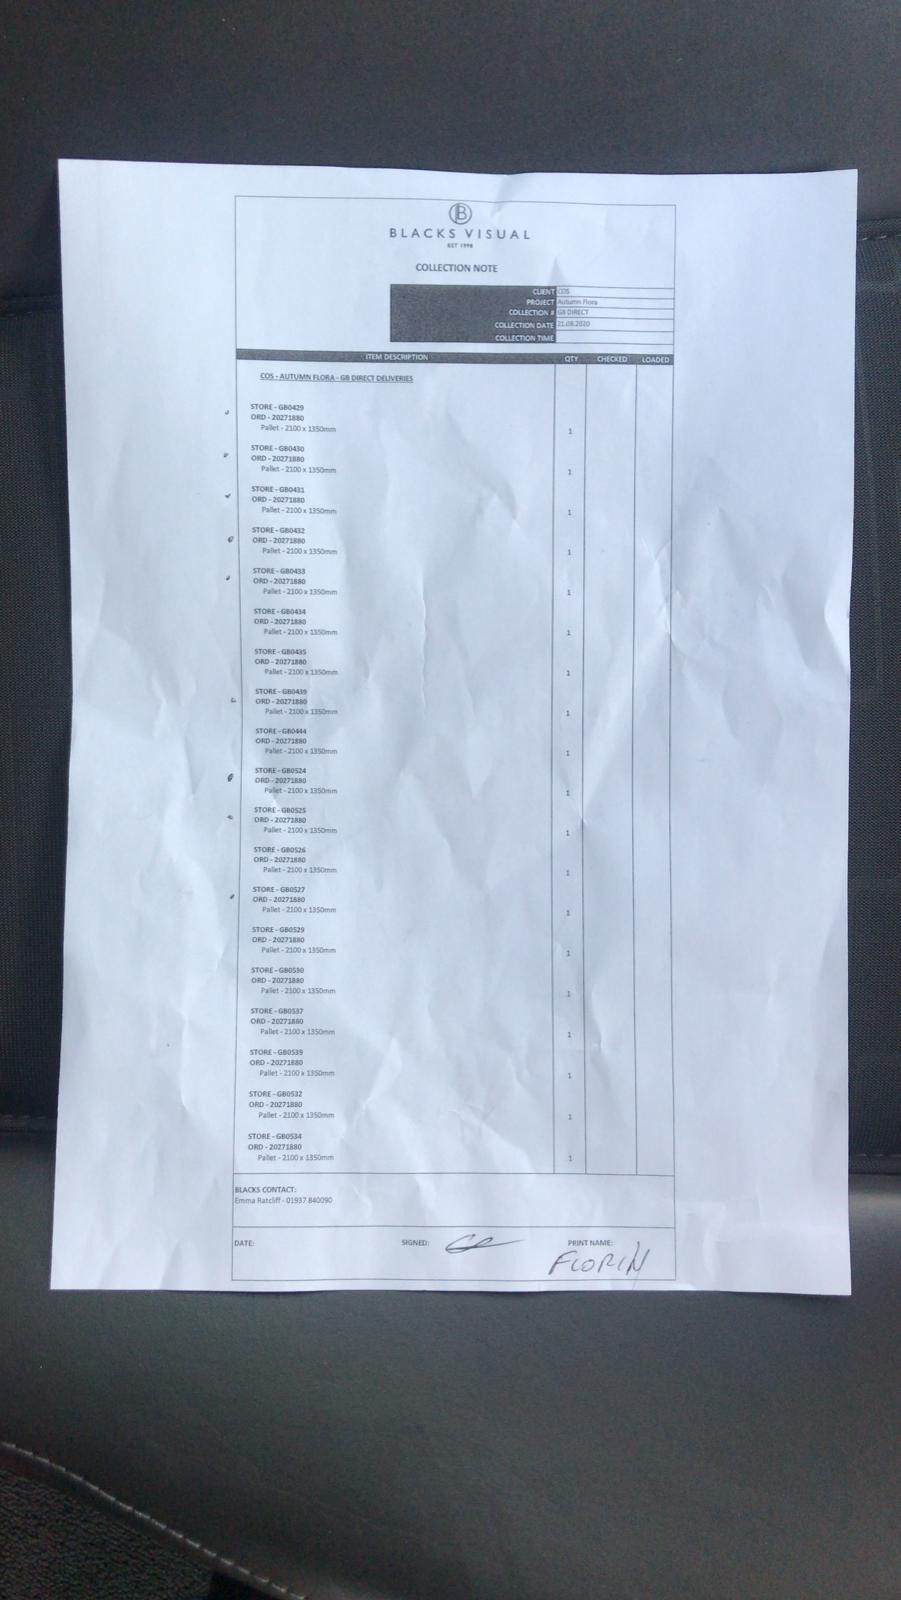 B
BLACKS VISUAL
EST 1998
COLLECTION NOTE
CLIENT COS
PROJECT Autumn Flora
COLLECTION # GB DIRECT
COLLECTION DATE 21.08.2020
COLLECTION TIME
ITEM DESCRIPTION QTY CHECKED LOADED
COS - AUTUMN FLORA - GB DIRECT DELIVERIES
STORE - GB0429
ORD - 20271880
Pallet - 2100 x 1350mm 1
STORE - GB0430
ORD - 20271880
Pallet - 2100 x 1350mm 1
STORE - GB0431
ORD - 20271880
Pallet - 2100 x 1350mm 1
STORE - GB0432
ORD - 20271880
Pallet - 2100 x 1350mm 1
STORE - GB0433
ORD - 20271880
Pallet - 2100 x 1350mm 1
STORE - GB0434
ORD - 20271880
Pallet - 2100 x 1350mm 1
STORE - GB0435
ORD - 20271880
Pallet - 2100 x 1350mm 1
STORE - GB0439
ORD - 20271880
Pallet - 2100 x 1350mm 1
STORE - GB0444
ORD - 20271880
Pallet - 2100 x 1350mm 1
STORE - GB0524
ORD - 20271880
Pallet - 2100 x 1350mm 1
STORE - GB0525
ORD - 20271880
Pallet - 2100 x 1350mm 1
STORE - GB0526
ORD - 20271880
Pallet - 2100 x 1350mm 1
STORE - GB0527
ORD - 20271880
Pallet - 2100 x 1350mm 1
STORE - GB0529
ORD - 20271880
Pallet - 2100 x 1350mm 1
STORE - GB0530
ORD - 20271880
Pallet - 2100 x 1350mm 1
STORE - GB0537
ORD - 20271880
Pallet - 2100 x 1350mm 1
STORE - GB0539
ORD - 20271880
Pallet - 2100 x 1350mm 1
STORE - GB0532
ORD - 20271880
Pallet - 2100 x 1350mm 1
STORE - GB0534
ORD - 20271880
Pallet - 2100 x 1350mm 1
BLACKS CONTACT:
Emma Ratcliff - 01937 840090
DATE: SIGNED: PRINT NAME:
FLORIN